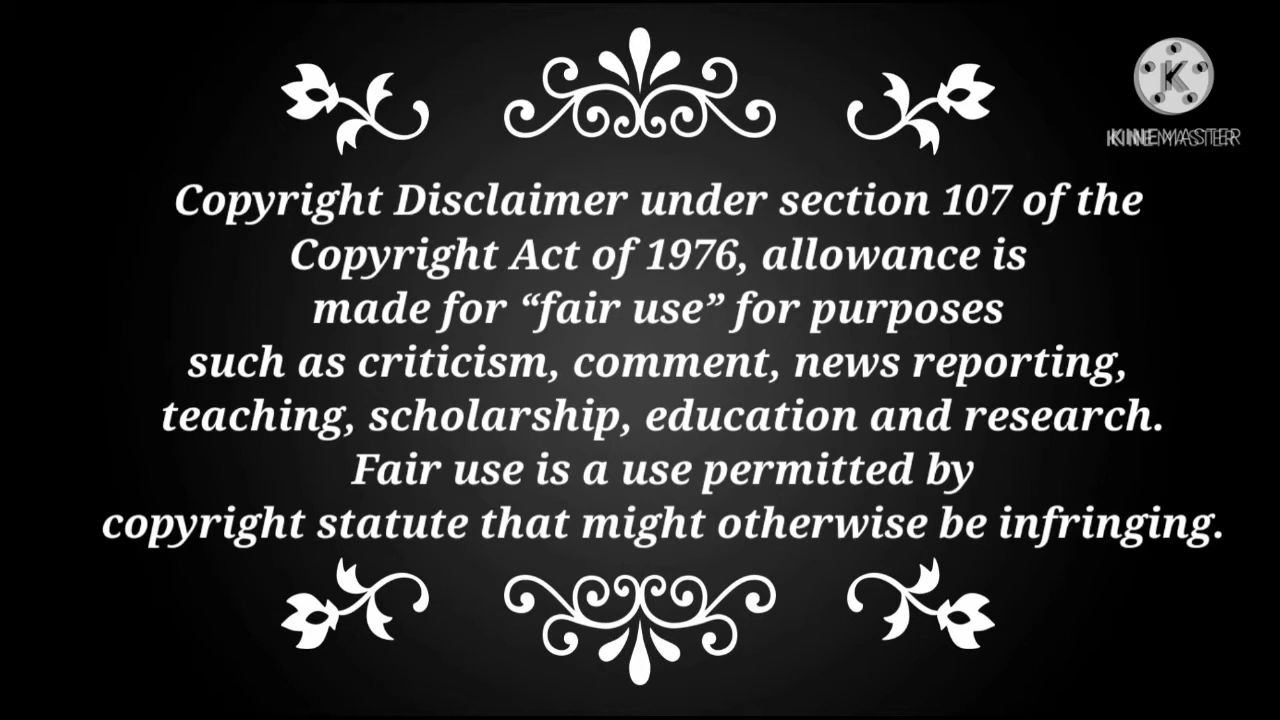 K
KINEMASTER
Copyright Disclaimer under section 107 of the
Copyright Act of 1976, allowance is
made for “fair use” for purposes
such as criticism, comment, news reporting,
teaching, scholarship, education and research.
Fair use is a use permitted by
copyright statute that might otherwise be infringing.